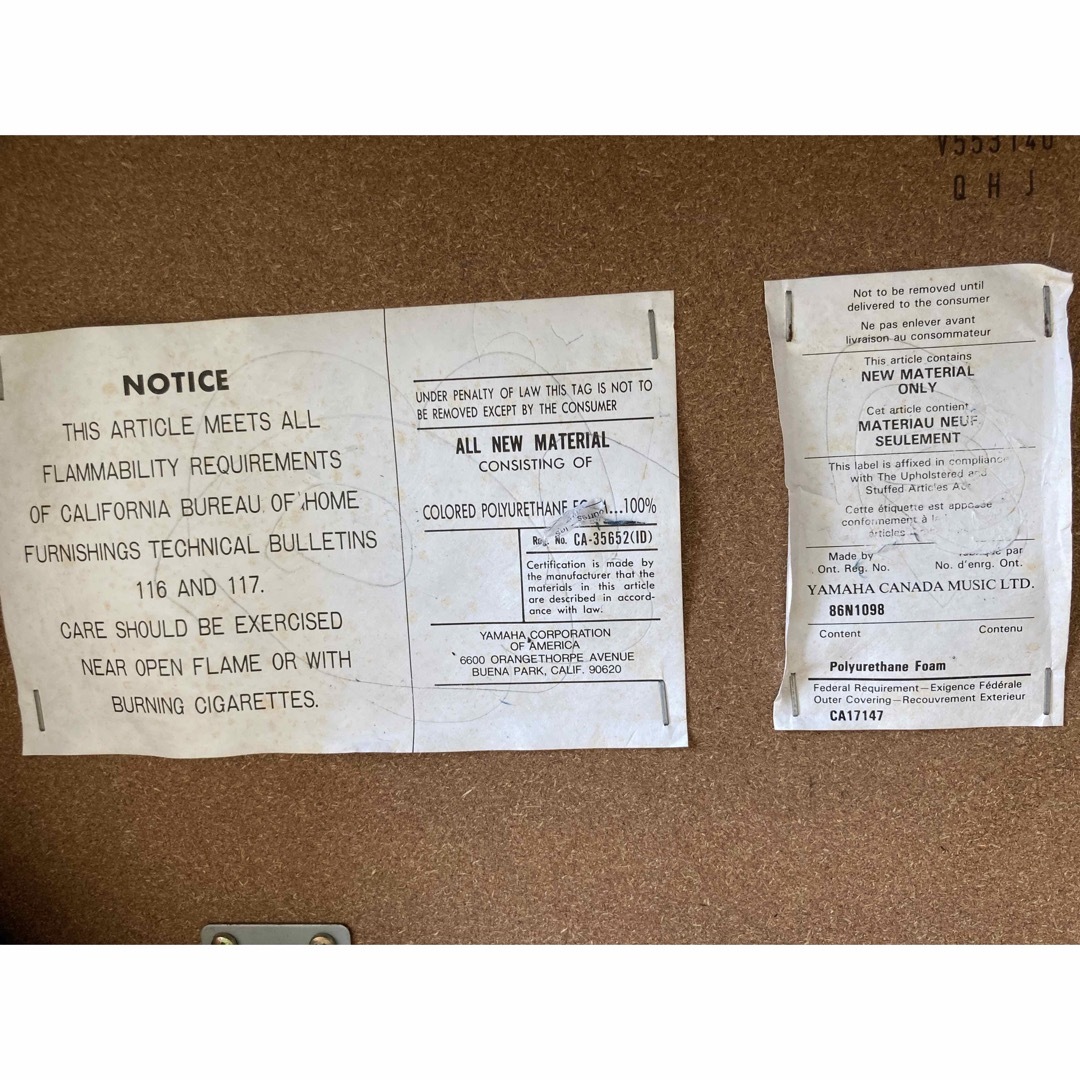 V553140
Q H J
NOTICE
THIS ARTICLE MEETS ALL
FLAMMABILITY REQUIREMENTS
OF CALIFORNIA BUREAU OF HOME
FURNISHINGS TECHNICAL BULLETINS
116 AND 117.
CARE SHOULD BE EXERCISED
NEAR OPEN FLAME OR WITH
BURNING CIGARETTES.
UNDER PENALTY OF LAW THIS TAG IS NOT TO
BE REMOVED EXCEPT BY THE CONSUMER
ALL NEW MATERIAL
CONSISTING OF
COLORED POLYURETHANE ...100%
Reg. No. CA-35652(ID)
Certification is made by
the manufacturer that the
materials in this article
are described in accord-
ance with law.
YAMAHA CORPORATION
OF AMERICA
6600 ORANGETHORPE AVENUE
BUENA PARK, CALIF. 90620
Not to be removed until
delivered to the consumer
Ne pas enlever avant
livraison au consommateur
This article contains
NEW MATERIAL
ONLY
Cet article contient
MATERIAU NEUF
SEULEMENT
This label is affixed in compliance
with The Upholstered and
Stuffed Articles Act
Cette étiquette est apposée
conformément à
articles
Made by par
Ont. Reg. No. No. d'enrg. Ont.
YAMAHA CANADA MUSIC LTD.
86N1098
Content Contenu
Polyurethane Foam
Federal Requirement—Exigence Fédérale
Outer Covering—Recouvrement Exterieur
CA17147